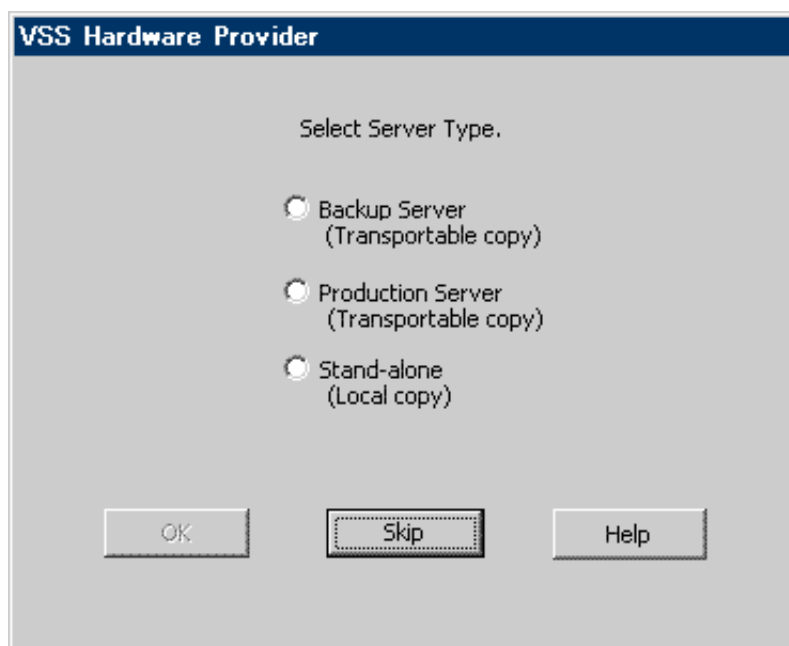 VSS Hardware Provider
Select Server Type.
Backup Server
(Transportable copy)
Production Server
(Transportable copy)
Stand-alone
(Local copy)
OK
Skip
Help